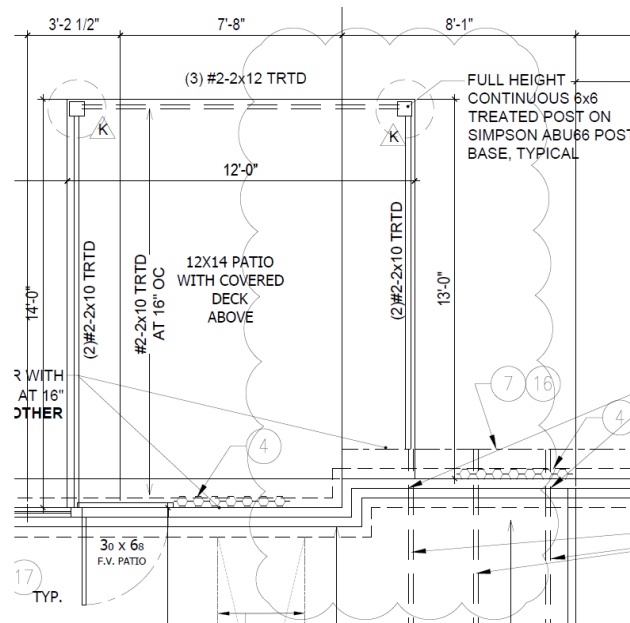 3'-2 1/2"
7'-8"
8'-1"
(3) #2-2x12 TRTD
FULL HEIGHT
CONTINUOUS 6x6
TREATED POST ON
SIMPSON ABU66 POST
BASE, TYPICAL
K
K
12'-0"
14'-0"
(2)#2-2x10 TRTD
#2-2x10 TRTD
AT 16" OC
12X14 PATIO
WITH COVERED
DECK
ABOVE
(2)#2-2x10 TRTD
13'-0"
R WITH
AT 16"
OTHER
7
16
4
4
30 x 68
F.V. PATIO
17
TYP.